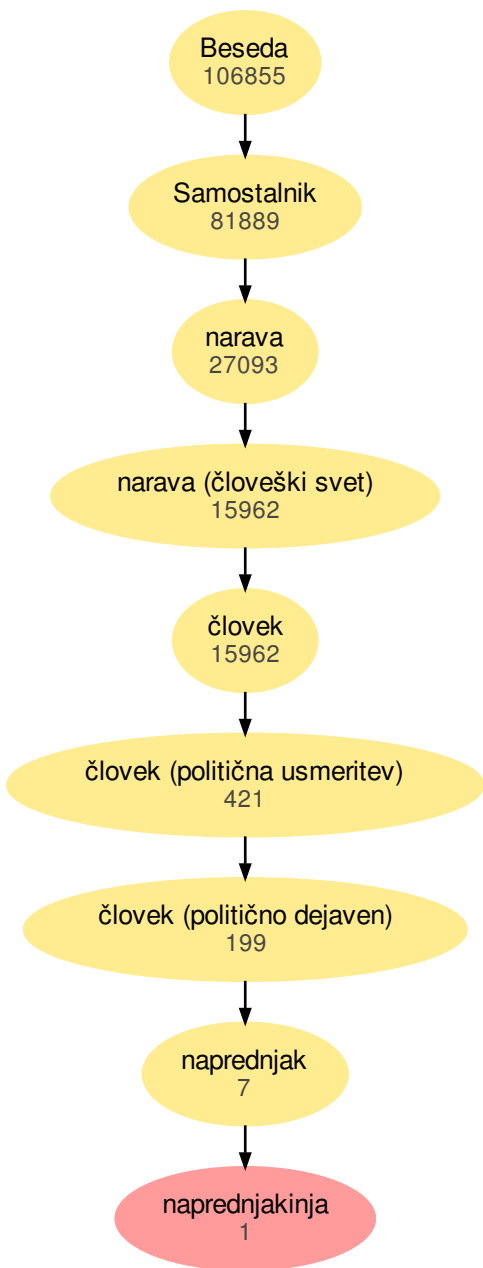 Beseda
106855
Samostalnik
81889
narava
27093
narava (človeški svet)
15962
človek
15962
človek (politična usmeritev)
421
človek (politično dejaven)
199
naprednjak
7
naprednjakinja
1